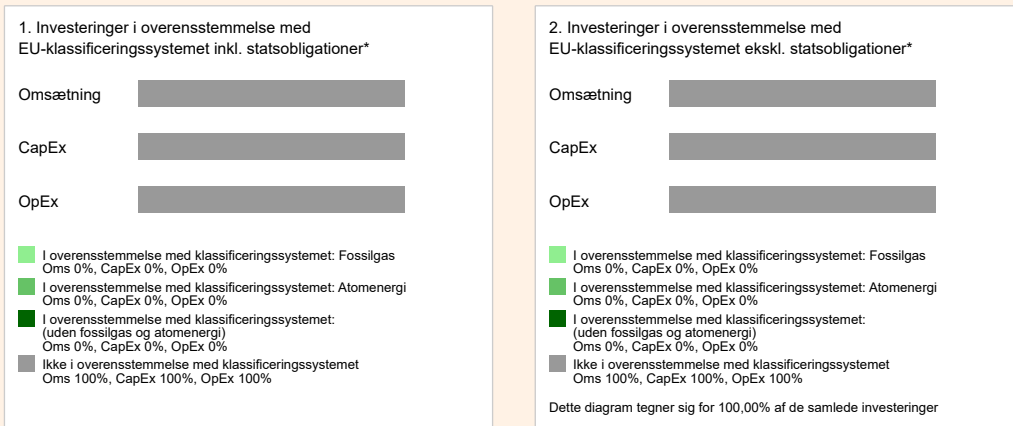 1. Investeringer i overensstemmelse med
EU-klassificeringssystemet inkl. statsobligationer*
Omsætning
CapEx
OpEx
I overensstemmelse med klassificeringssystemet: Fossilgas
Oms 0%, CapEx 0%, OpEx 0%
I overensstemmelse med klassificeringssystemet: Atomenergi
Oms 0%, CapEx 0%, OpEx 0%
I overensstemmelse med klassificeringssystemet:
(uden fossilgas og atomenergi)
Oms 0%, CapEx 0%, OpEx 0%
Ikke i overensstemmelse med klassificeringssystemet
Oms 100%, CapEx 100%, OpEx 100%
2. Investeringer i overensstemmelse med
EU-klassificeringssystemet ekskl. statsobligationer*
Omsætning
CapEx
OpEx
I overensstemmelse med klassificeringssystemet: Fossilgas
Oms 0%, CapEx 0%, OpEx 0%
I overensstemmelse med klassificeringssystemet: Atomenergi
Oms 0%, CapEx 0%, OpEx 0%
I overensstemmelse med klassificeringssystemet:
(uden fossilgas og atomenergi)
Oms 0%, CapEx 0%, OpEx 0%
Ikke i overensstemmelse med klassificeringssystemet
Oms 100%, CapEx 100%, OpEx 100%
Dette diagram tegner sig for 100,00% af de samlede investeringer